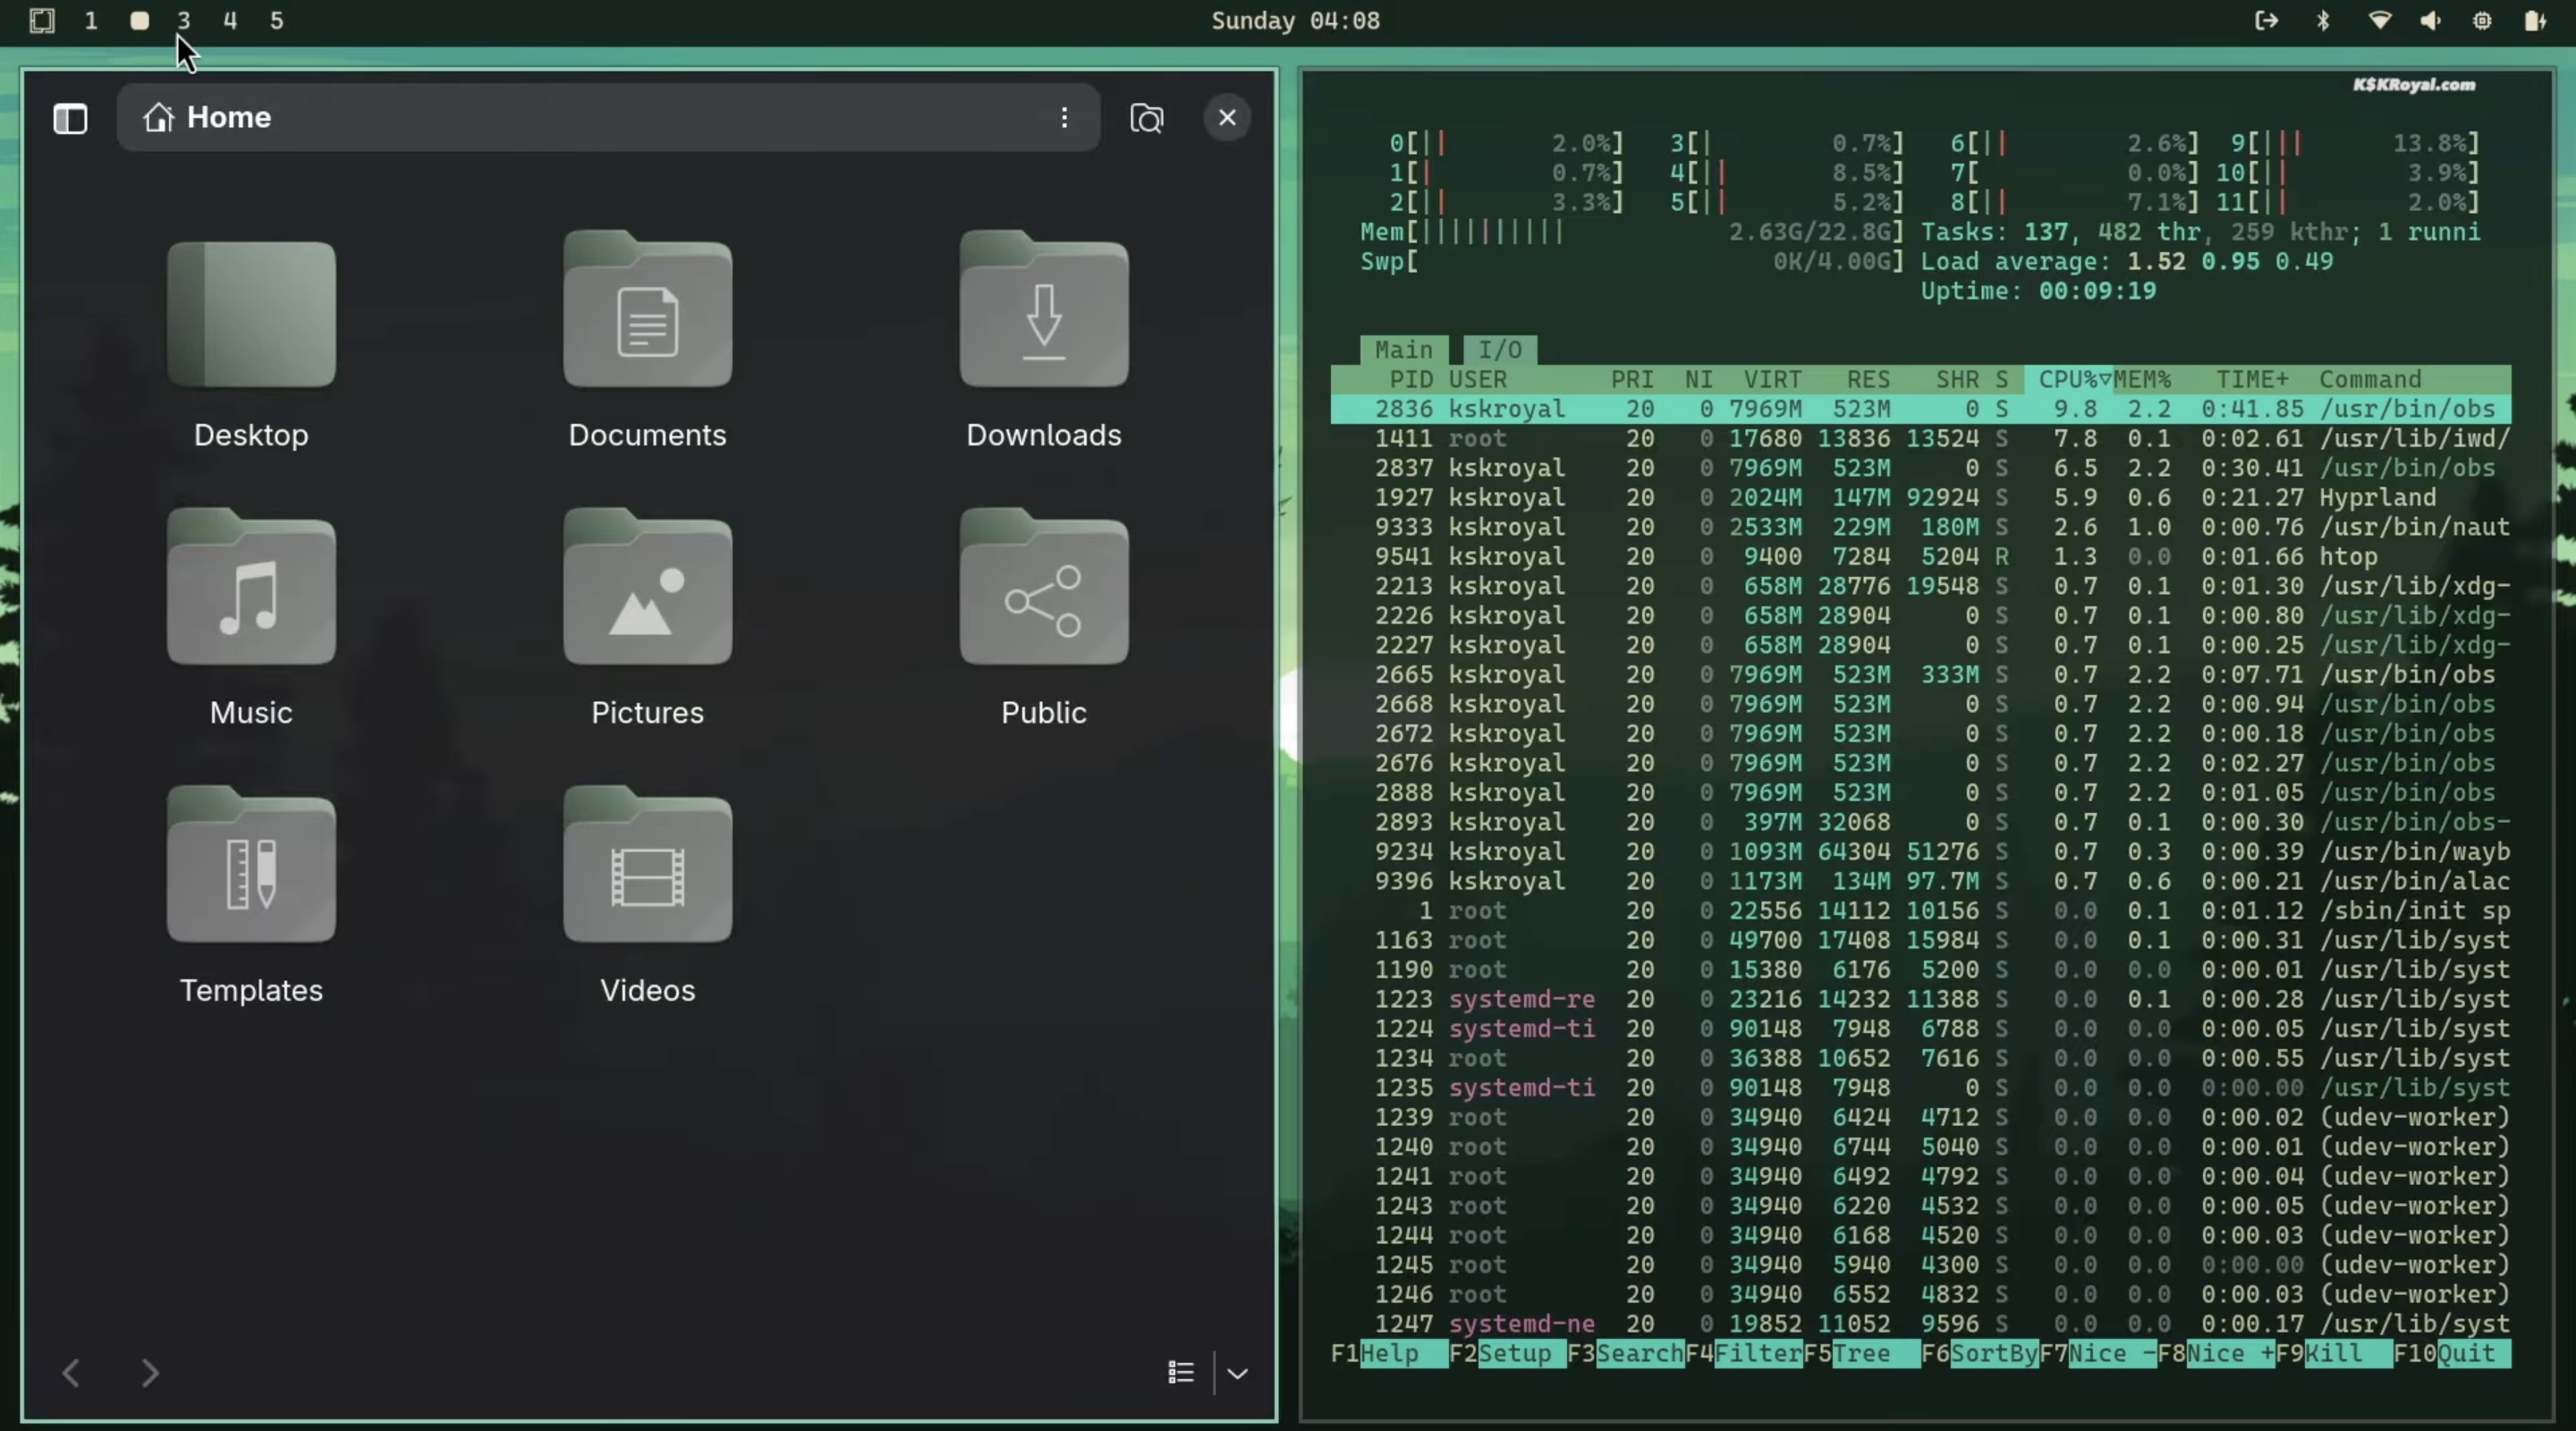 1 3 4 5
Sunday 04:08
Home
Desktop
Documents
Downloads
Music
Pictures
Public
Templates
Videos
K$KRoyal.com
0[|| 2.0%] 3[| 0.7%] 6[|| 2.6%] 9[||| 13.8%]
1[| 0.7%] 4[|| 8.5%] 7[ 0.0%] 10[|| 3.9%]
2[|| 3.3%] 5[|| 5.2%] 8[|| 7.1%] 11[|| 2.0%]
Mem[|||||||||| 2.63G/22.8G] Tasks: 137, 482 thr, 259 kthr; 1 runni
Swp[ 0K/4.00G] Load average: 1.52 0.95 0.49
Uptime: 00:09:19
Main I/O
PID USER PRI NI VIRT RES SHR S CPU%▽MEM% TIME+ Command
2836 kskroyal 20 0 7969M 523M 0 S 9.8 2.2 0:41.85 /usr/bin/obs
1411 root 20 0 17680 13836 13524 S 7.8 0.1 0:02.61 /usr/lib/iwd/
2837 kskroyal 20 0 7969M 523M 0 S 6.5 2.2 0:30.41 /usr/bin/obs
1927 kskroyal 20 0 2024M 147M 92924 S 5.9 0.6 0:21.27 Hyprland
9333 kskroyal 20 0 2533M 229M 180M S 2.6 1.0 0:00.76 /usr/bin/naut
9541 kskroyal 20 0 9400 7284 5204 R 1.3 0.0 0:01.66 htop
2213 kskroyal 20 0 658M 28776 19548 S 0.7 0.1 0:01.30 /usr/lib/xdg-
2226 kskroyal 20 0 658M 28904 0 S 0.7 0.1 0:00.80 /usr/lib/xdg-
2227 kskroyal 20 0 658M 28904 0 S 0.7 0.1 0:00.25 /usr/lib/xdg-
2665 kskroyal 20 0 7969M 523M 333M S 0.7 2.2 0:07.71 /usr/bin/obs
2668 kskroyal 20 0 7969M 523M 0 S 0.7 2.2 0:00.94 /usr/bin/obs
2672 kskroyal 20 0 7969M 523M 0 S 0.7 2.2 0:00.18 /usr/bin/obs
2676 kskroyal 20 0 7969M 523M 0 S 0.7 2.2 0:02.27 /usr/bin/obs
2888 kskroyal 20 0 7969M 523M 0 S 0.7 2.2 0:01.05 /usr/bin/obs
2893 kskroyal 20 0 397M 32068 0 S 0.7 0.1 0:00.30 /usr/bin/obs-
9234 kskroyal 20 0 1093M 64304 51276 S 0.7 0.3 0:00.39 /usr/bin/wayb
9396 kskroyal 20 0 1173M 134M 97.7M S 0.7 0.6 0:00.21 /usr/bin/alac
1 root 20 0 22556 14112 10156 S 0.0 0.1 0:01.12 /sbin/init sp
1163 root 20 0 49700 17408 15984 S 0.0 0.1 0:00.31 /usr/lib/syst
1190 root 20 0 15380 6176 5200 S 0.0 0.0 0:00.01 /usr/lib/syst
1223 systemd-re 20 0 23216 14232 11388 S 0.0 0.1 0:00.28 /usr/lib/syst
1224 systemd-ti 20 0 90148 7948 6788 S 0.0 0.0 0:00.05 /usr/lib/syst
1234 root 20 0 36388 10652 7616 S 0.0 0.0 0:00.55 /usr/lib/syst
1235 systemd-ti 20 0 90148 7948 0 S 0.0 0.0 0:00.00 /usr/lib/syst
1239 root 20 0 34940 6424 4712 S 0.0 0.0 0:00.02 (udev-worker)
1240 root 20 0 34940 6744 5040 S 0.0 0.0 0:00.01 (udev-worker)
1241 root 20 0 34940 6492 4792 S 0.0 0.0 0:00.04 (udev-worker)
1243 root 20 0 34940 6220 4532 S 0.0 0.0 0:00.05 (udev-worker)
1244 root 20 0 34940 6168 4520 S 0.0 0.0 0:00.03 (udev-worker)
1245 root 20 0 34940 5940 4300 S 0.0 0.0 0:00.00 (udev-worker)
1246 root 20 0 34940 6552 4832 S 0.0 0.0 0:00.03 (udev-worker)
1247 systemd-ne 20 0 19852 11052 9596 S 0.0 0.0 0:00.17 /usr/lib/syst
F1Help F2Setup F3SearchF4FilterF5Tree F6SortByF7Nice -F8Nice +F9Kill F10Quit